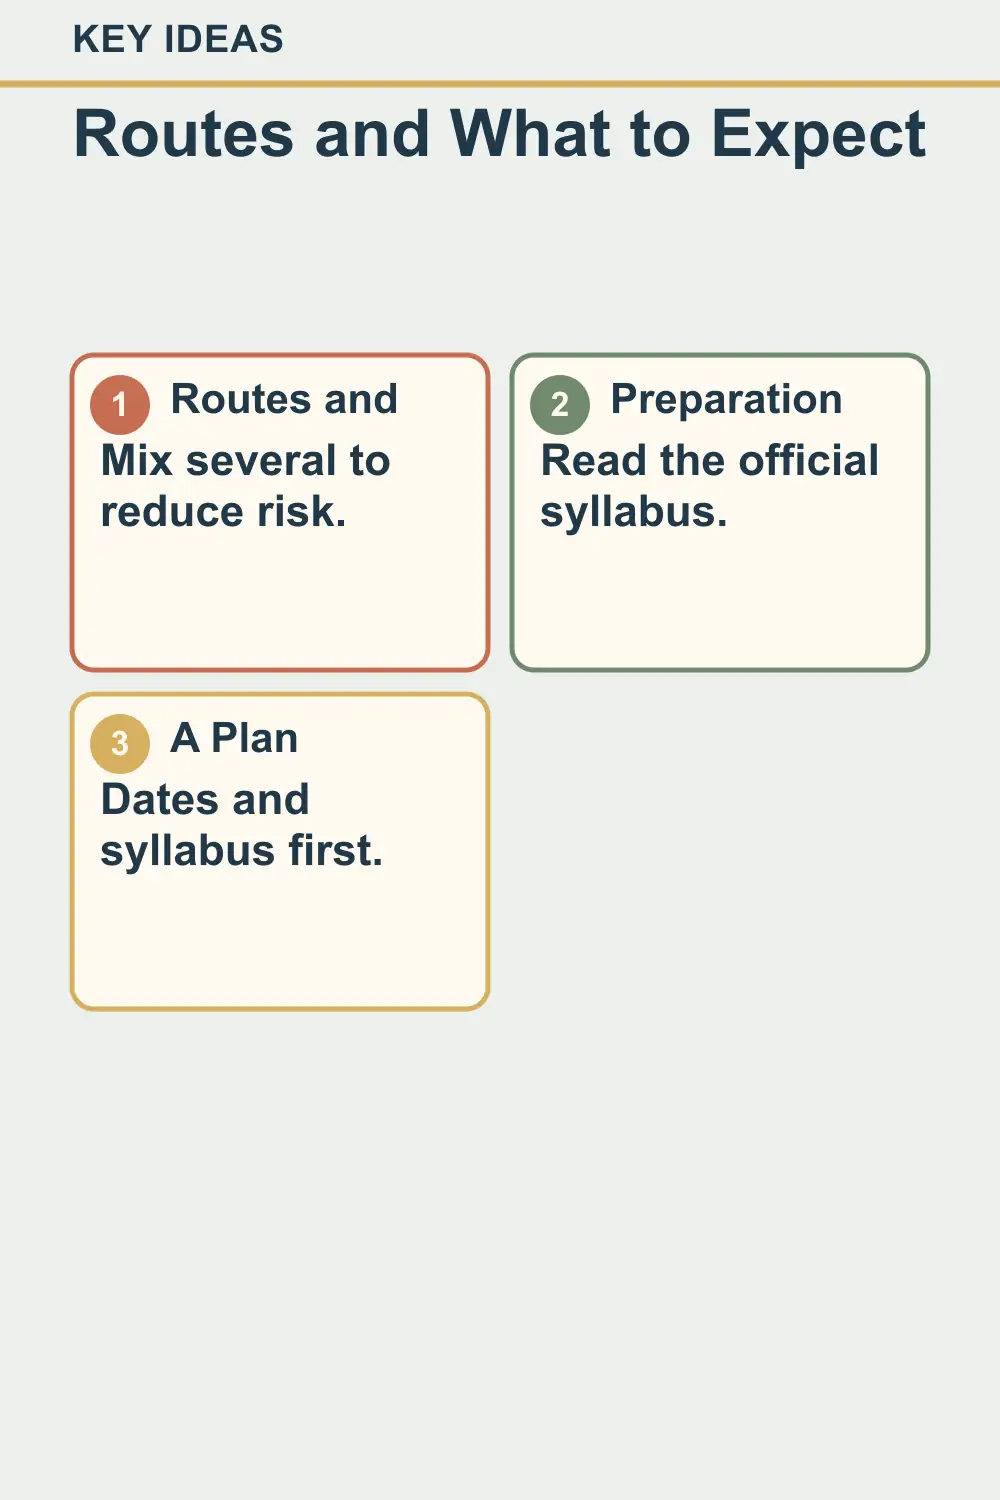 KEY IDEAS
Routes and What to Expect
1 Routes and
Mix several to
reduce risk.
2 Preparation
Read the official
syllabus.
3 A Plan
Dates and
syllabus first.